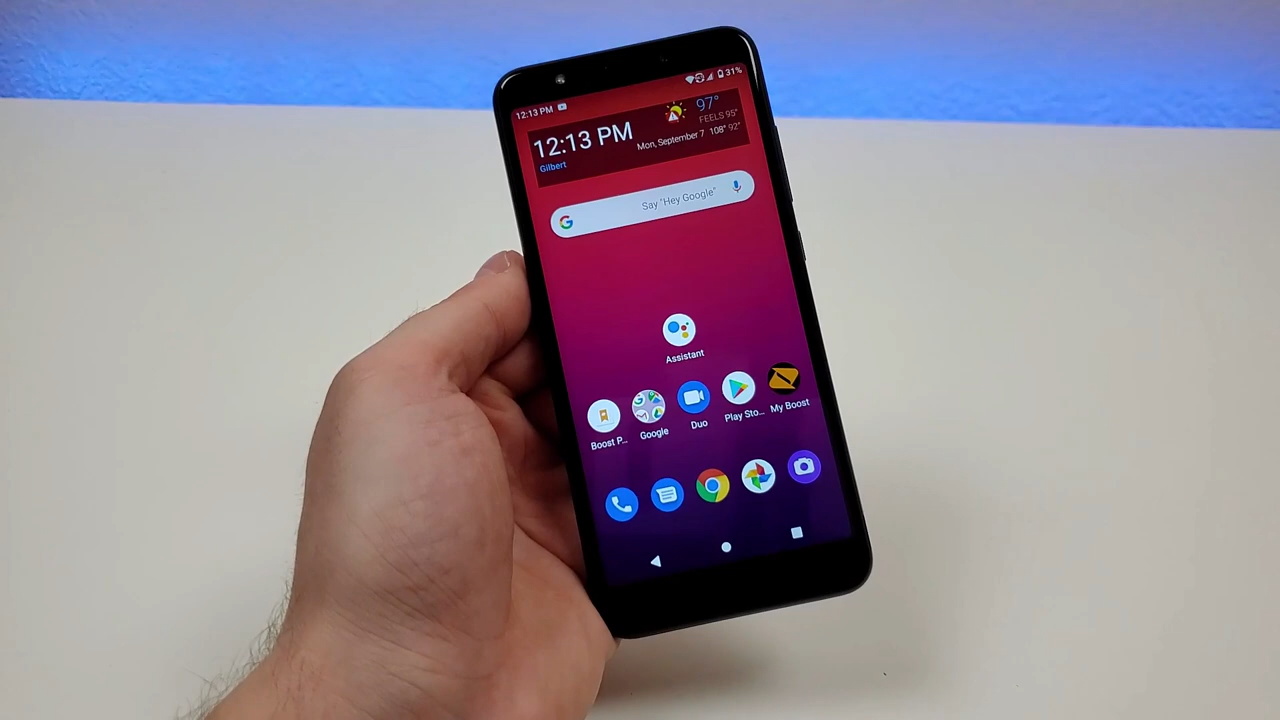 12:13 PM
31%
12:13 PM
97°
FEELS 95°
Gilbert
Mon, September 7 108° 92°
G
Say "Hey Google"
Assistant
Boost P...
Google
Duo
Play Sto...
My Boost